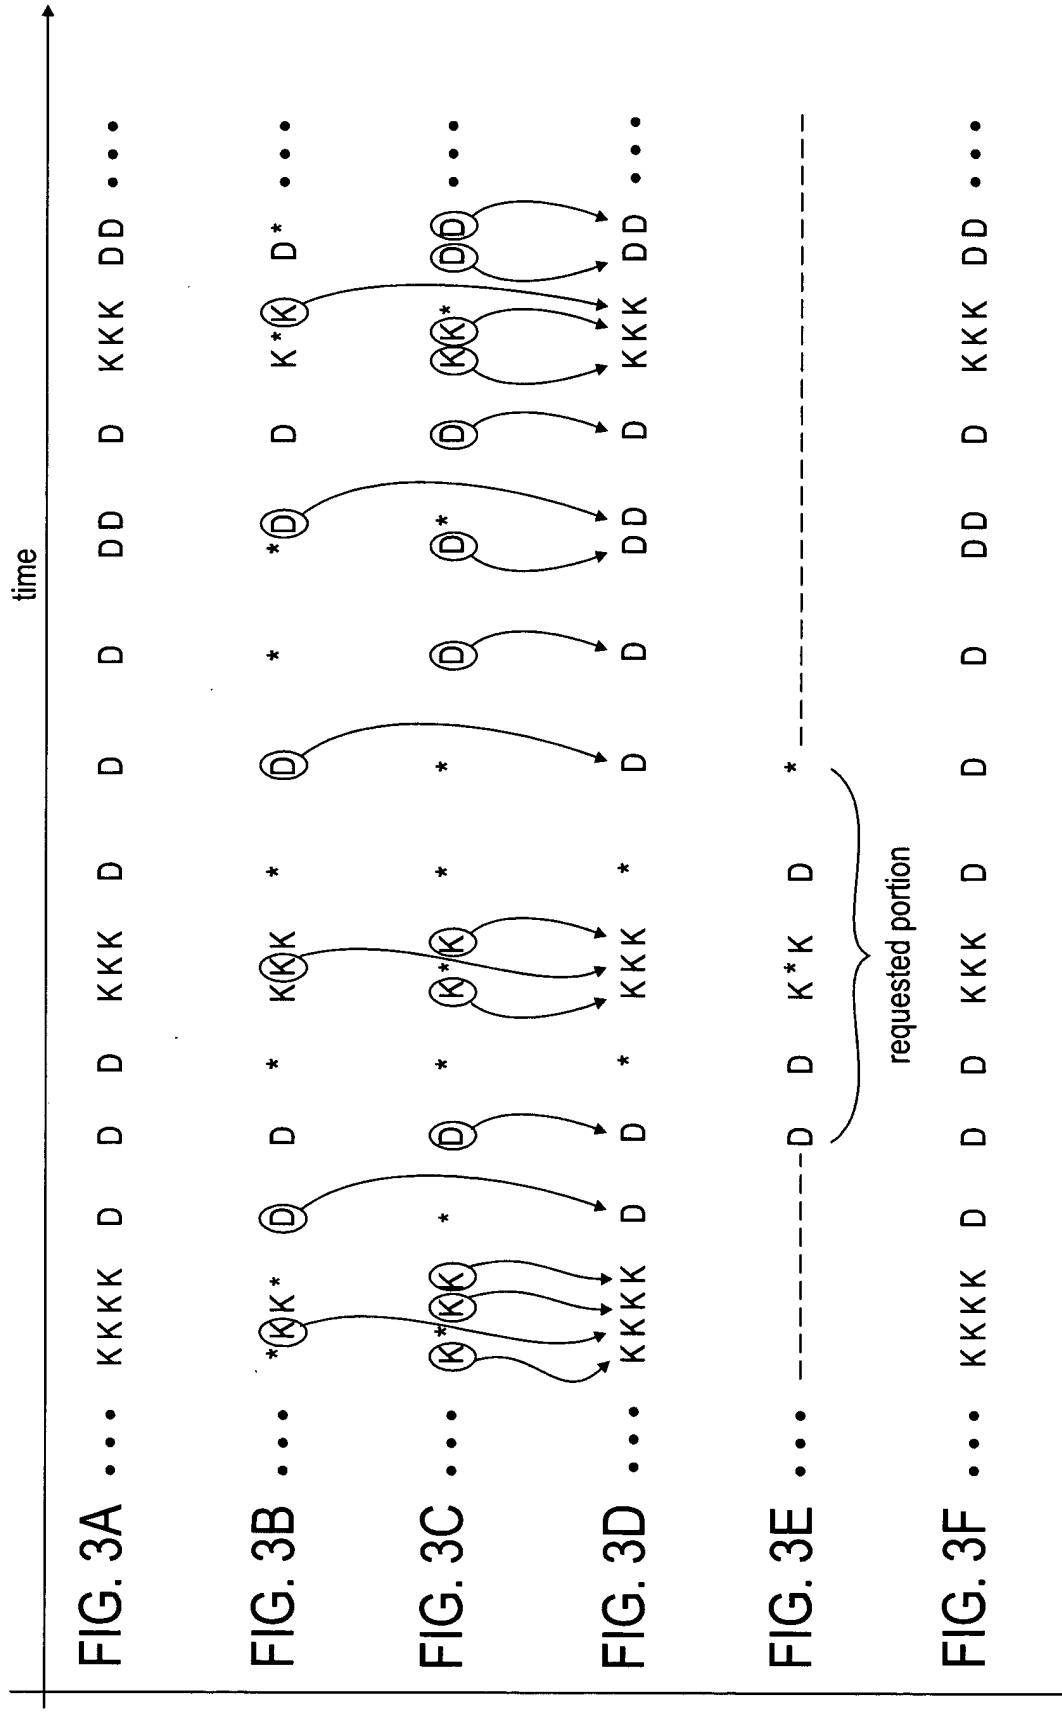 time
FIG. 3A • • • K K K K D D D K K K D D D D D D K K K D D • • •
FIG. 3B • • • * K K * D D * K K K * D * * D D K * K D * • • •
FIG. 3C • • • K * K K * D * K * K * * D D * D K K * D D • • •
FIG. 3D • • • K K K K D D * K K K * D D D D D K K K D D • • •
FIG. 3E • • • D D K * K D *
requested portion
FIG. 3F • • • K K K K D D D K K K D D D D D D K K K D D • • •